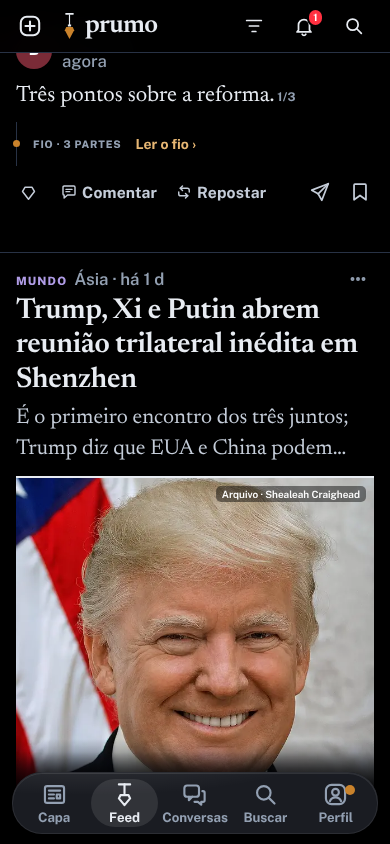 prumo
1
agora
Três pontos sobre a reforma. 1/3
FIO · 3 PARTES Ler o fio ›
Comentar Repostar
MUNDO Ásia · há 1 d
Trump, Xi e Putin abrem
reunião trilateral inédita em
Shenzhen
É o primeiro encontro dos três juntos;
Trump diz que EUA e China podem...
Arquivo · Shealeah Craighead
Capa Feed Conversas Buscar Perfil